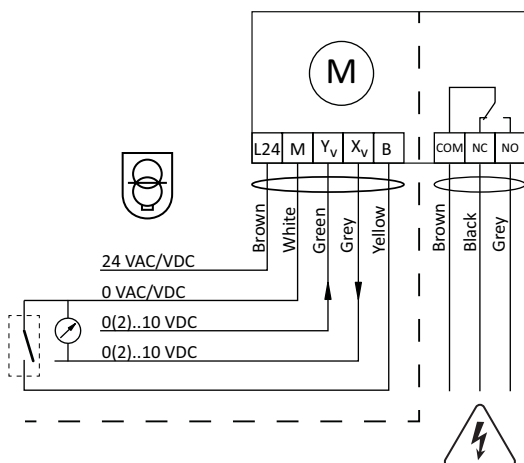 M
L24 M Yv Xv B COM NC NO
Brown White Green Grey Yellow Brown Black Grey
24 VAC/VDC
0 VAC/VDC
0(2)..10 VDC
0(2)..10 VDC